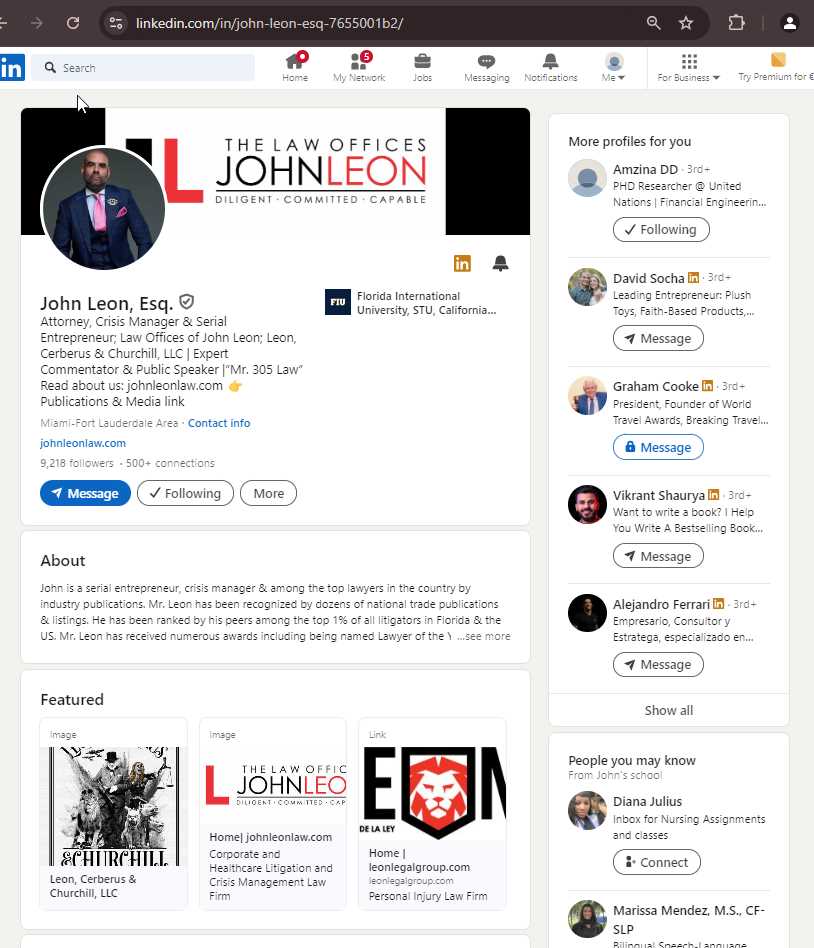 linkedin.com/in/john-leon-esq-7655001b2/
in
Search
Home
5
My Network
Jobs
Messaging
Notifications
Me
For Business
Try Premium for €
THE LAW OFFICES
L JOHNLEON
DILIGENT · COMMITTED · CAPABLE
in
John Leon, Esq.
Attorney, Crisis Manager & Serial
Entrepreneur; Law Offices of John Leon; Leon,
Cerberus & Churchill, LLC | Expert
Commentator & Public Speaker |“Mr. 305 Law”
Read about us: johnleonlaw.com 👉
Publications & Media link
FIU
Florida International
University, STU, California...
Miami-Fort Lauderdale Area · Contact info
johnleonlaw.com
9,218 followers · 500+ connections
Message
Following
More
About
John is a serial entrepreneur, crisis manager & among the top lawyers in the country by
industry publications. Mr. Leon has been recognized by dozens of national trade publications
& listings. He has been ranked by his peers among the top 1% of all litigators in Florida & the
US. Mr. Leon has received numerous awards including being named Lawyer of the ...see more
Featured
Image
& CHURCHILL
Leon, Cerberus &
Churchill, LLC
Image
THE LAW OFFIC
L JOHNLEO
DILIGENT · COMMITTED · CAP
Home| johnleonlaw.com
Corporate and
Healthcare Litigation and
Crisis Management Law
Firm
Link
E N
DE LA LEY
Home |
leonlegalgroup.com
leonlegalgroup.com
Personal Injury Law Firm
More profiles for you
Amzina DD · 3rd+
PHD Researcher @ United
Nations | Financial Engineerin...
Following
David Socha in · 3rd+
Leading Entrepreneur: Plush
Toys, Faith-Based Products,...
Message
Graham Cooke in · 3rd+
President, Founder of World
Travel Awards, Breaking Travel...
Message
Vikrant Shaurya in · 3rd+
Want to write a book? I Help
You Write A Bestselling Book...
Message
Alejandro Ferrari in · 3rd+
Empresario, Consultor y
Estratega, especializado en...
Message
Show all
People you may know
From John's school
Diana Julius
Inbox for Nursing Assignments
and classes
Connect
Marissa Mendez, M.S., CF-
SLP
Bilingual Speech-Language